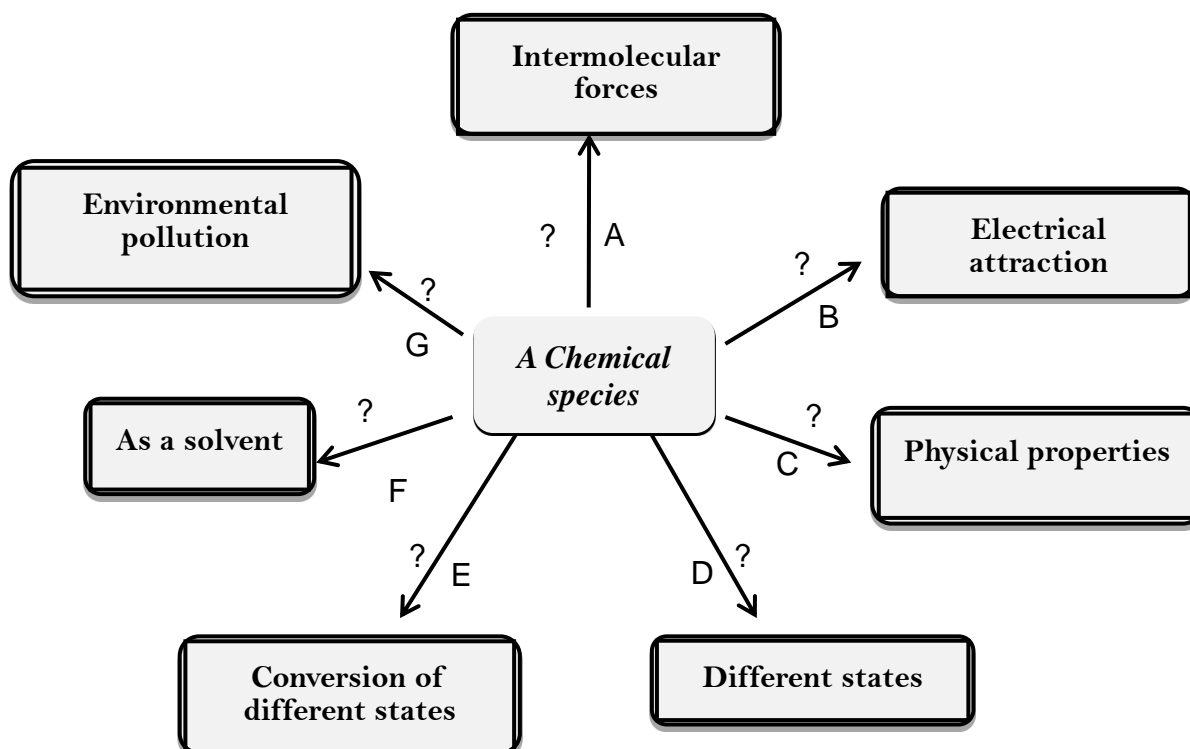 Intermolecular
forces
Environmental
pollution
?
A
Electrical
attraction
?
B
?
G
A Chemical
species
As a solvent
?
F
?
C
Physical properties
?
E
D
?
Conversion of
different states
Different states